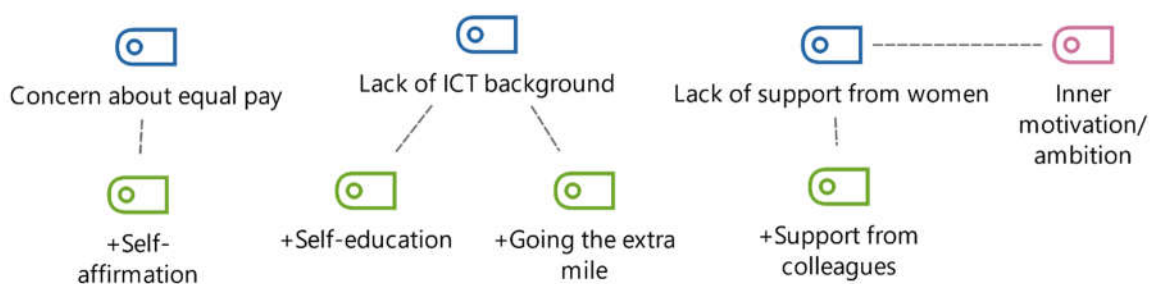 Concern about equal pay
Lack of ICT background
Lack of support from women
Inner
motivation/
ambition
+Self-
affirmation
+Self-education
+Going the extra
mile
+Support from
colleagues